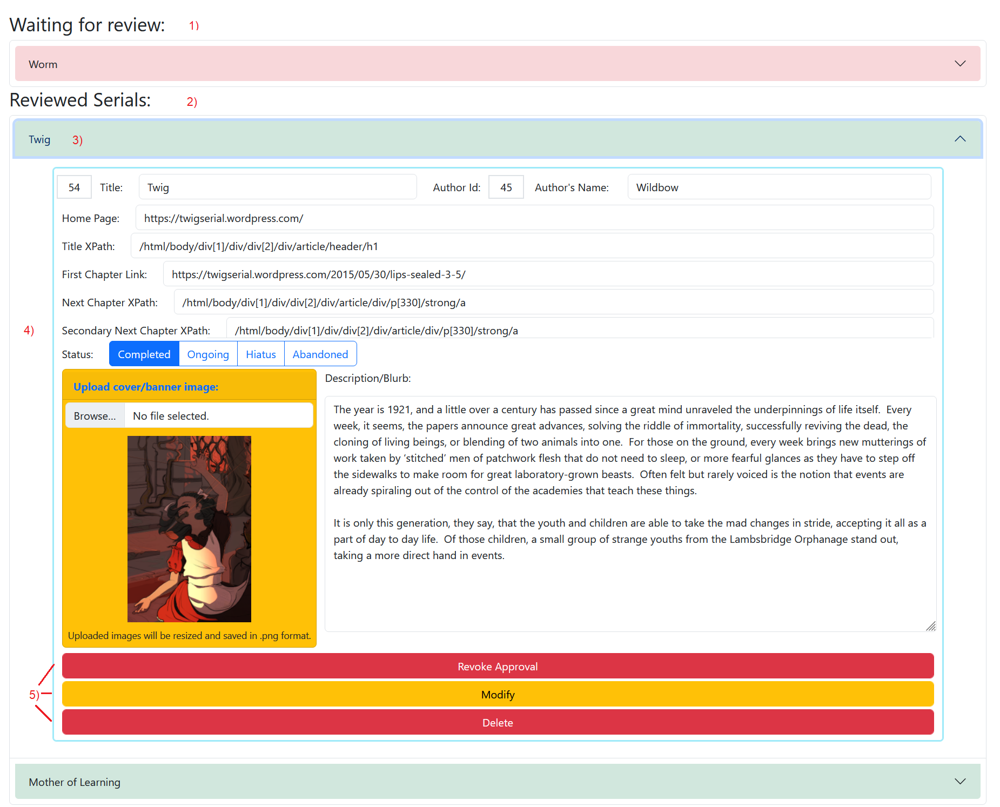 Waiting for review: 1)
Worm
Reviewed Serials: 2)
Twig 3)
54 Title: Twig Author Id: 45 Author's Name: Wildbow
Home Page: https://twigserial.wordpress.com/
Title XPath: /html/body/div[1]/div/div[2]/div/article/header/h1
First Chapter Link: https://twigserial.wordpress.com/2015/05/30/lips-sealed-3-5/
Next Chapter XPath: /html/body/div[1]/div/div[2]/div/article/div/p[330]/strong/a
4) Secondary Next Chapter XPath: /html/body/div[1]/div/div[2]/div/article/div/p[330]/strong/a
Status: Completed Ongoing Hiatus Abandoned
Upload cover/banner image:
Browse... No file selected.
Uploaded images will be resized and saved in .png format.
Description/Blurb:
The year is 1921, and a little over a century has passed since a great mind unraveled the underpinnings of life itself.  Every
week, it seems, the papers announce great advances, solving the riddle of immortality, successfully reviving the dead, the
cloning of living beings, or blending of two animals into one.  For those on the ground, every week brings new mutterings of
work taken by ‘stitched’ men of patchwork flesh that do not need to sleep, or more fearful glances as they have to step off
the sidewalks to make room for great laboratory-grown beasts.  Often felt but rarely voiced is the notion that events are
already spiraling out of the control of the academies that teach these things.
It is only this generation, they say, that the youth and children are able to take the mad changes in stride, accepting it all as a
part of day to day life.  Of those children, a small group of strange youths from the Lambsbridge Orphanage stand out,
taking a more direct hand in events.
Revoke Approval
5) Modify
Delete
Mother of Learning